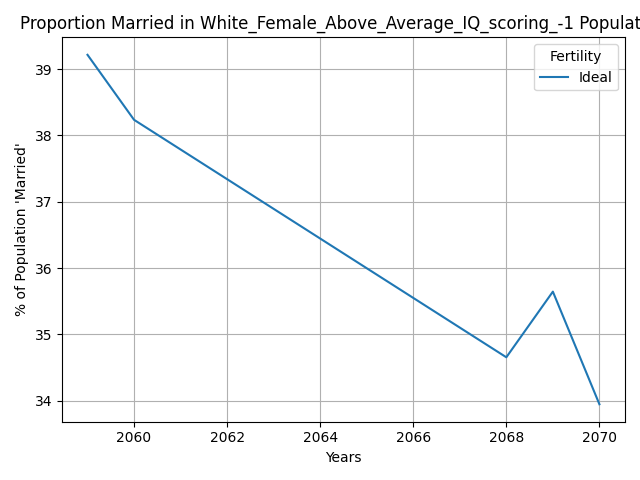 Proportion Married in White_Female_Above_Average_IQ_scoring_-1 Populat
Fertility
Ideal
39
38
37
36
35
34
% of Population 'Married'
2060 2062 2064 2066 2068 2070
Years